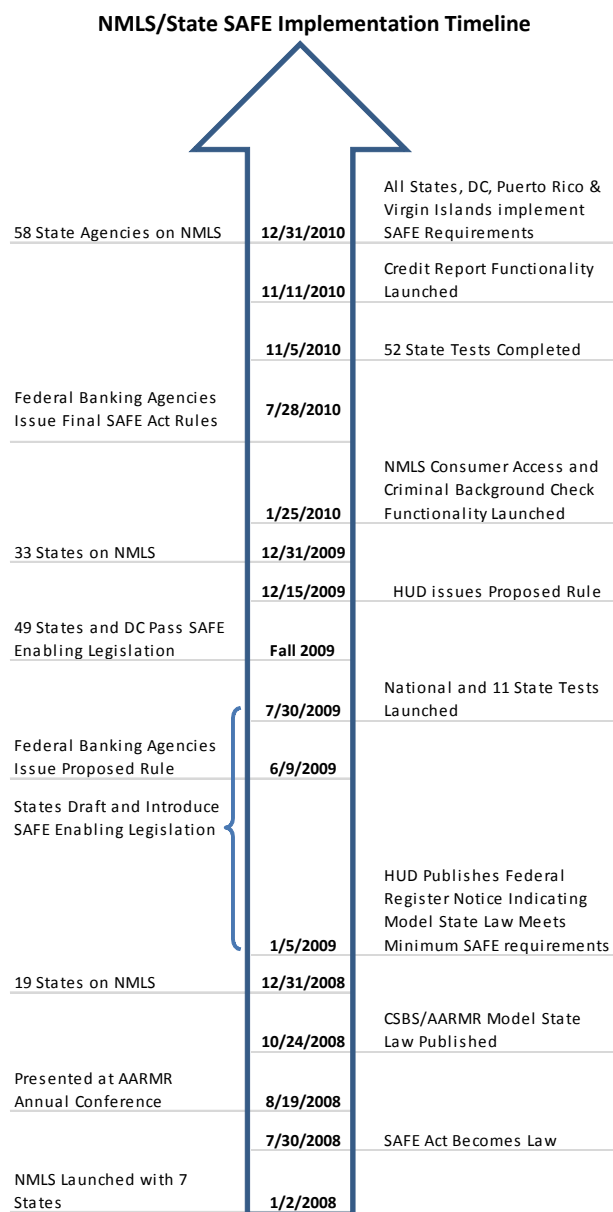 NMLS/State SAFE Implementation Timeline
All States, DC, Puerto Rico &
Virgin Islands implement
58 State Agencies on NMLS 12/31/2010 SAFE Requirements
Credit Report Functionality
11/11/2010 Launched
11/5/2010 52 State Tests Completed
Federal Banking Agencies
Issue Final SAFE Act Rules 7/28/2010
NMLS Consumer Access and
Criminal Background Check
1/25/2010 Functionality Launched
33 States on NMLS 12/31/2009
12/15/2009 HUD issues Proposed Rule
49 States and DC Pass SAFE
Enabling Legislation Fall 2009
National and 11 State Tests
7/30/2009 Launched
Federal Banking Agencies
Issue Proposed Rule 6/9/2009
States Draft and Introduce
SAFE Enabling Legislation
HUD Publishes Federal
Register Notice Indicating
Model State Law Meets
1/5/2009 Minimum SAFE requirements
19 States on NMLS 12/31/2008
CSBS/AARMR Model State
10/24/2008 Law Published
Presented at AARMR
Annual Conference 8/19/2008
7/30/2008 SAFE Act Becomes Law
NMLS Launched with 7
States 1/2/2008